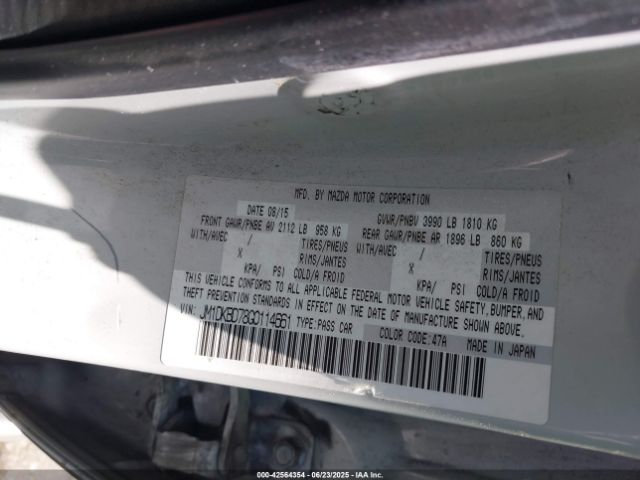 MFD. BY MAZDA MOTOR CORPORATION
DATE 08/15 GVWR/PNBV 3990 LB 1810 KG
FRONT GAWR/PNBE AV 2112 LB 958 KG REAR GAWR/PNBE AR 1896 LB 860 KG
WITH/AVEC / TIRES/PNEUS WITH/AVEC / TIRES/PNEUS
X RIMS/JANTES X RIMS/JANTES
KPA/ PSI COLD/A FROID KPA/ PSI COLD/A FROID
THIS VEHICLE CONFORMS TO ALL APPLICABLE FEDERAL MOTOR VEHICLE SAFETY,BUMPER,AND
THEFT PREVENTION STANDARDS IN EFFECT ON THE DATE OF MANUFACTURE SHOWN ABOVE.
VIN: JM1DKBD78G0114661 TYPE:PASS CAR COLOR CODE:47A MADE IN JAPAN
000-42564354 - 06/23/2025 - IAAI.COM